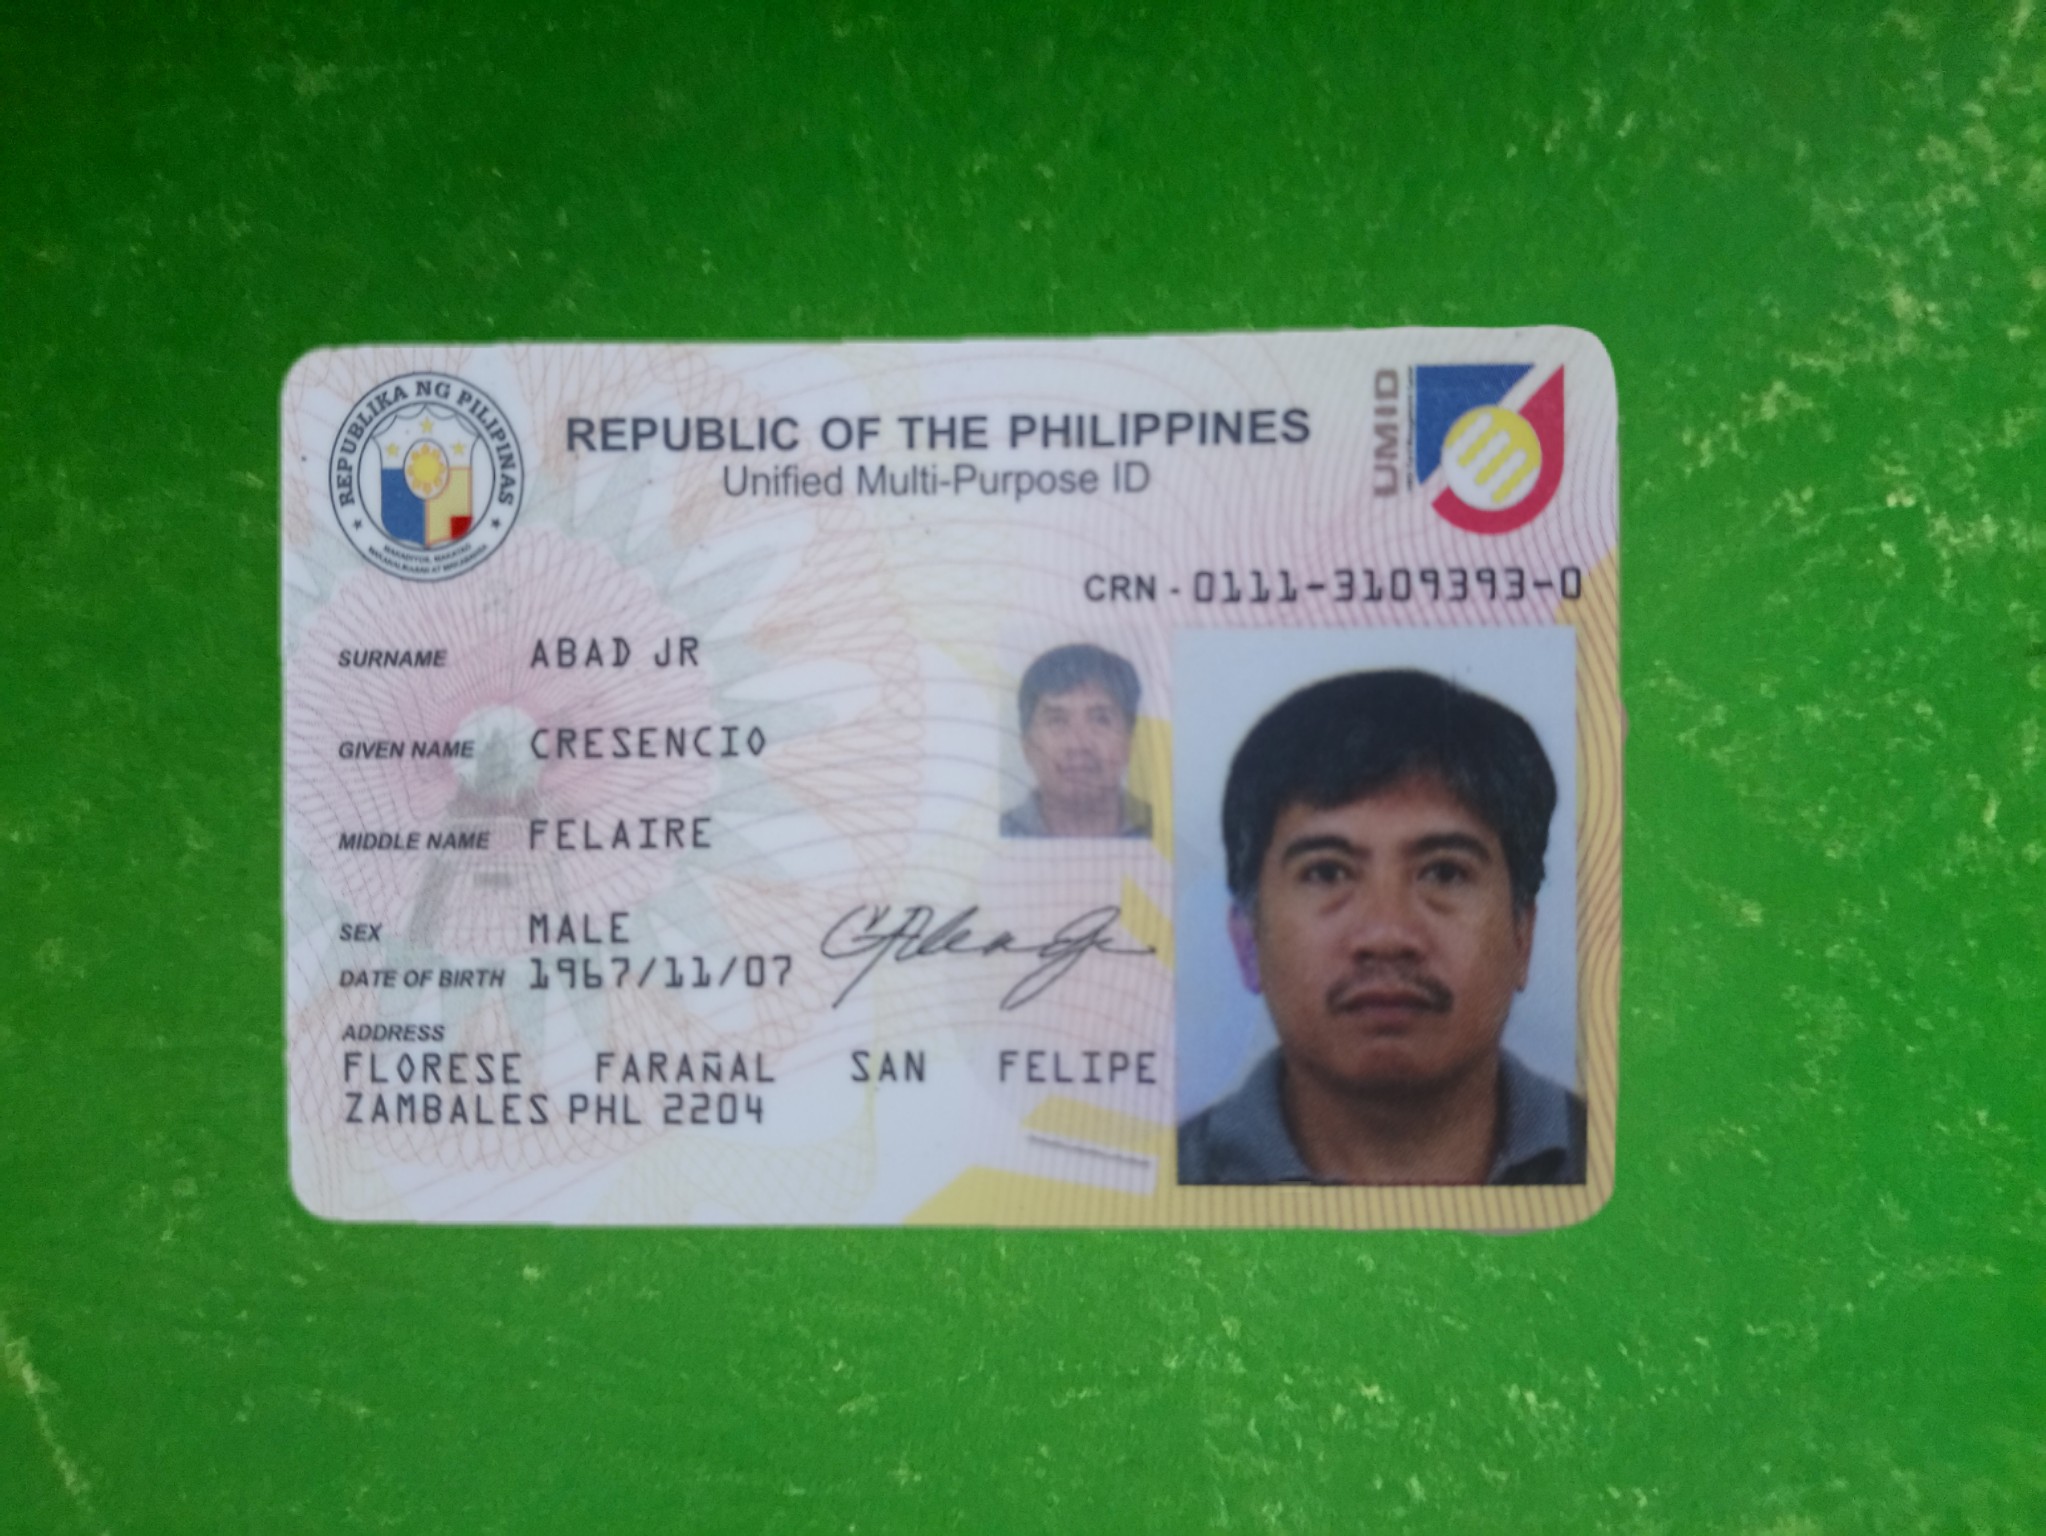 REPUBLIKA NG PILIPINAS
REPUBLIC OF THE PHILIPPINES
Unified Multi-Purpose ID
UMID
CRN - 0111-3109393-0
SURNAME ABAD JR
GIVEN NAME CRESENCIO
MIDDLE NAME FELAIRE
SEX MALE
DATE OF BIRTH 1967/11/07
ADDRESS
FLORESE FARAÑAL SAN FELIPE
ZAMBALES PHL 2204